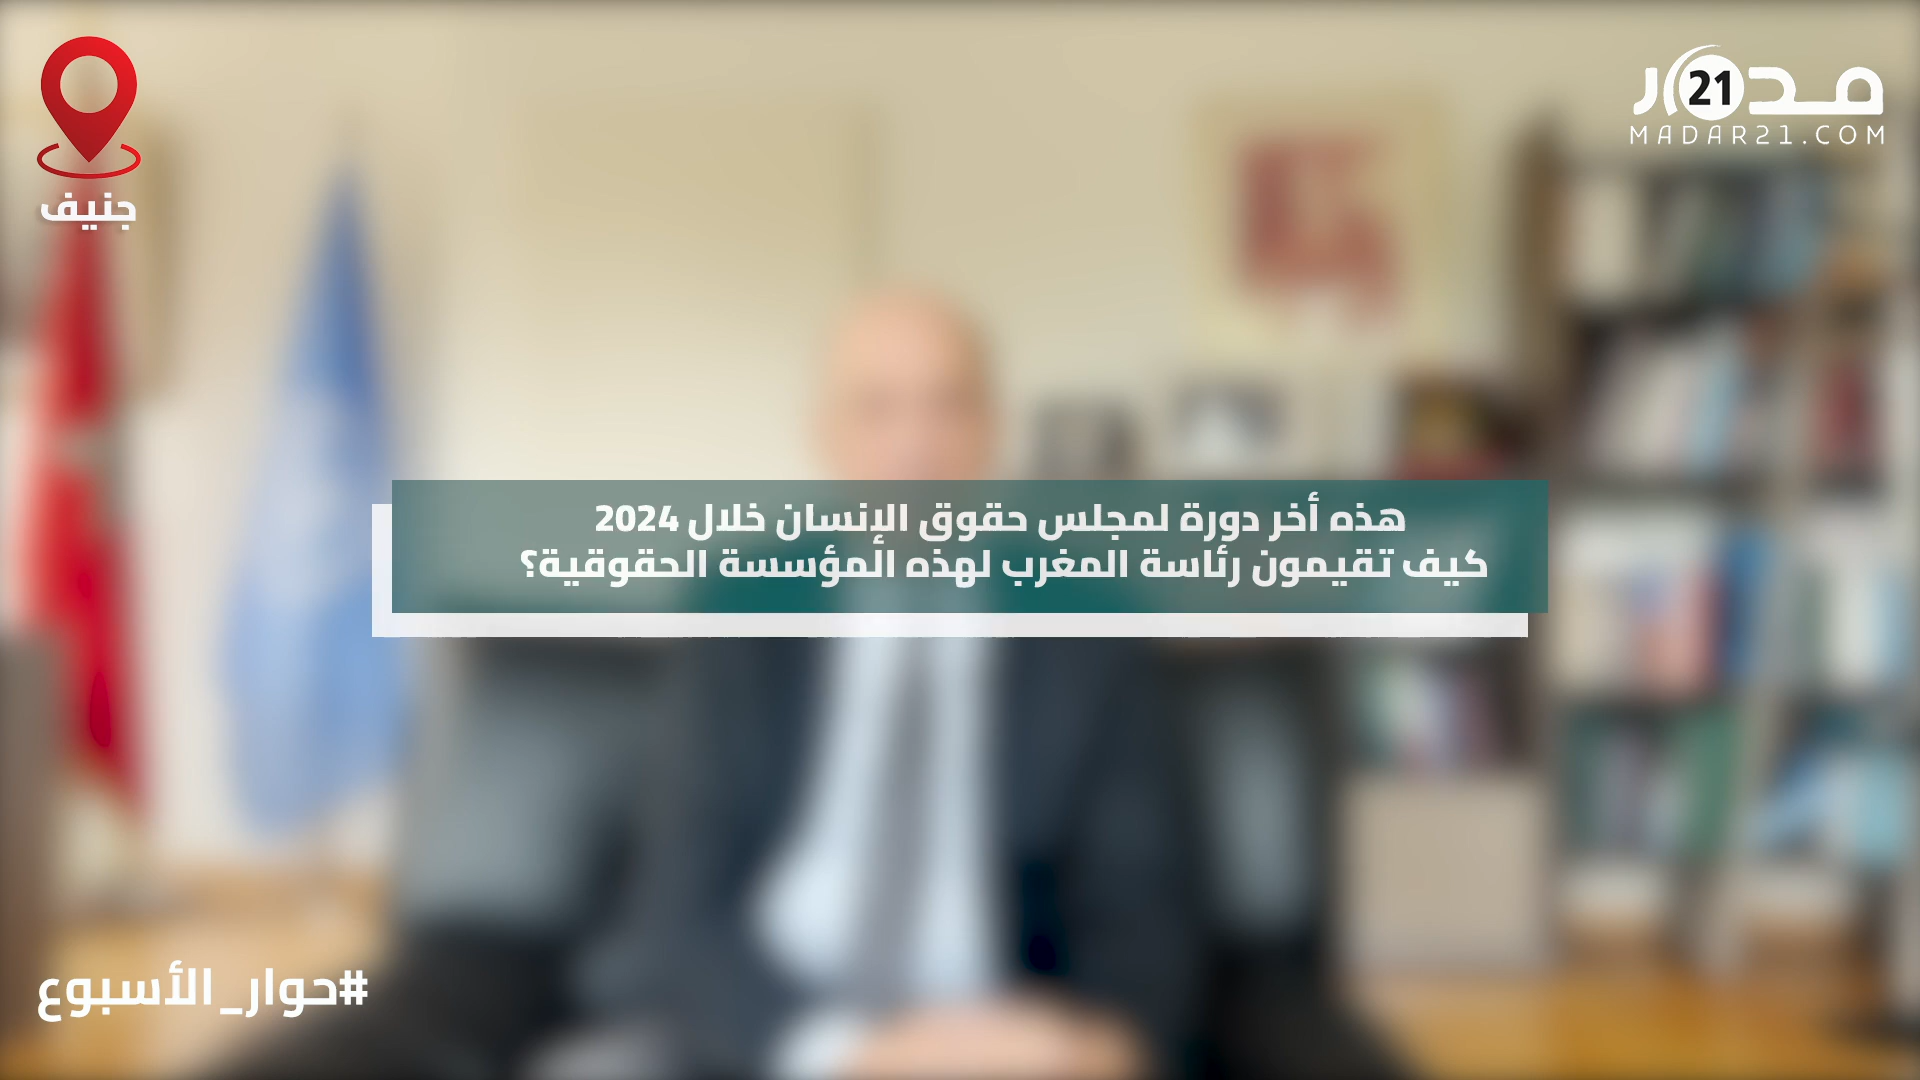 مدار 21
MADAR21.COM
جنيف
هذه أخر دورة لمجلس حقوق الإنسان خلال 2024
كيف تقيمون رئاسة المغرب لهذه المؤسسة الحقوقية؟
#حوار_الأسبوع